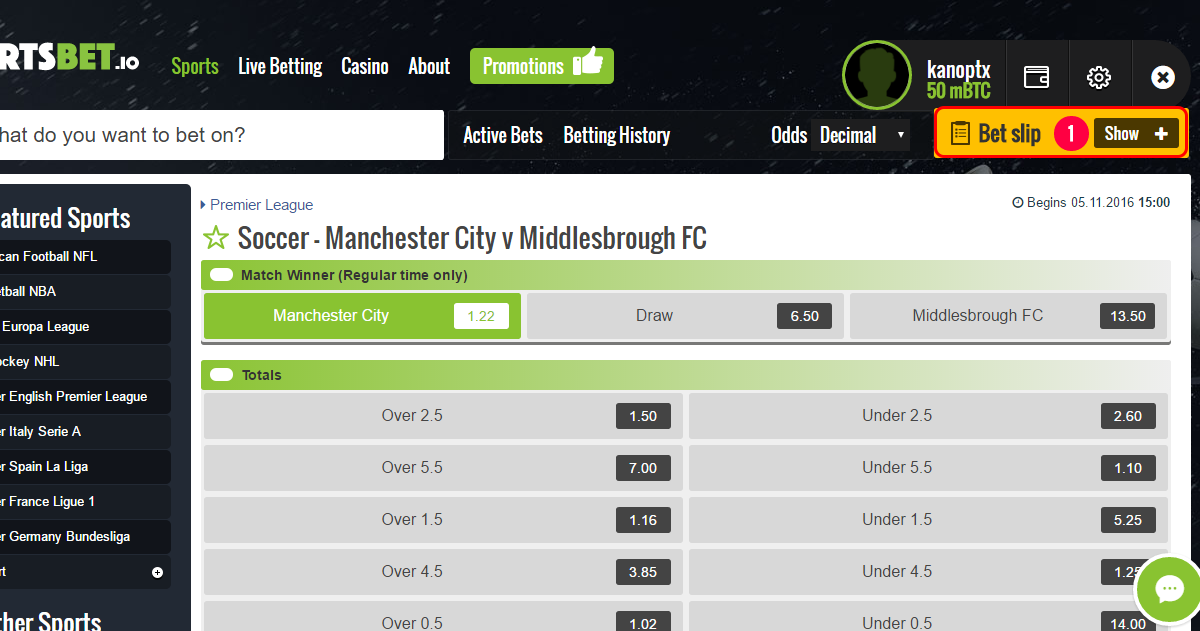 RTSBET.io
Sports Live Betting Casino About Promotions
kanoptx
50 mBTC
hat do you want to bet on?
Active Bets Betting History Odds Decimal
Bet slip 1 Show +
atured Sports
can Football NFL
etball NBA
Europa League
ockey NHL
er English Premier League
er Italy Serie A
er Spain La Liga
er France Ligue 1
er Germany Bundesliga
rt
her Sports
Premier League
Begins 05.11.2016 15:00
Soccer - Manchester City v Middlesbrough FC
Match Winner (Regular time only)
Manchester City 1.22 Draw 6.50 Middlesbrough FC 13.50
Totals
Over 2.5 1.50 Under 2.5 2.60
Over 5.5 7.00 Under 5.5 1.10
Over 1.5 1.16 Under 1.5 5.25
Over 4.5 3.85 Under 4.5 1.25
Over 0.5 1.02 Under 0.5 14.00